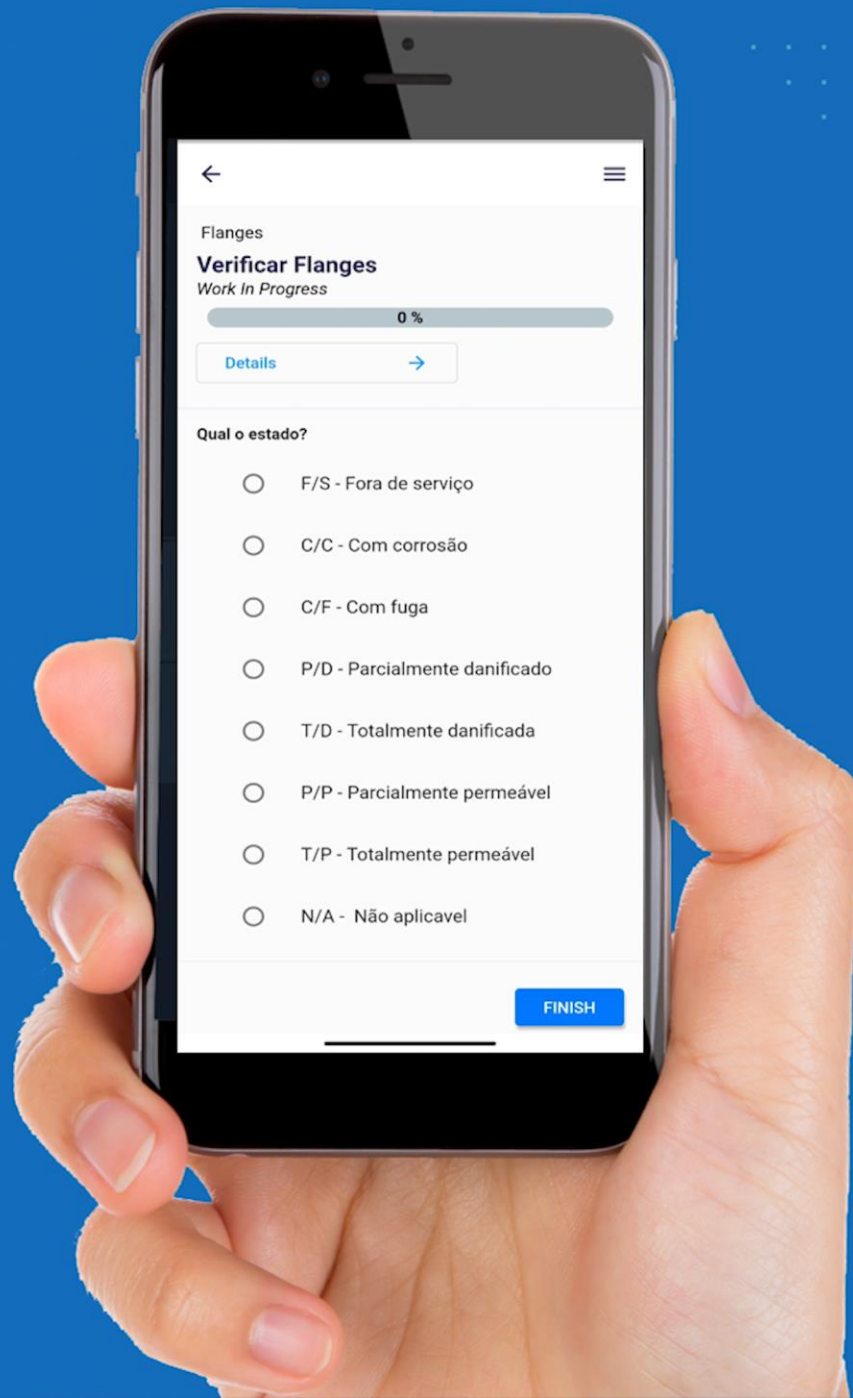 Flanges
Verificar Flanges
Work In Progress
0 %
Details
Qual o estado?
F/S - Fora de serviço
C/C - Com corrosão
C/F - Com fuga
P/D - Parcialmente danificado
T/D - Totalmente danificada
P/P - Parcialmente permeável
T/P - Totalmente permeável
N/A - Não aplicavel
FINISH